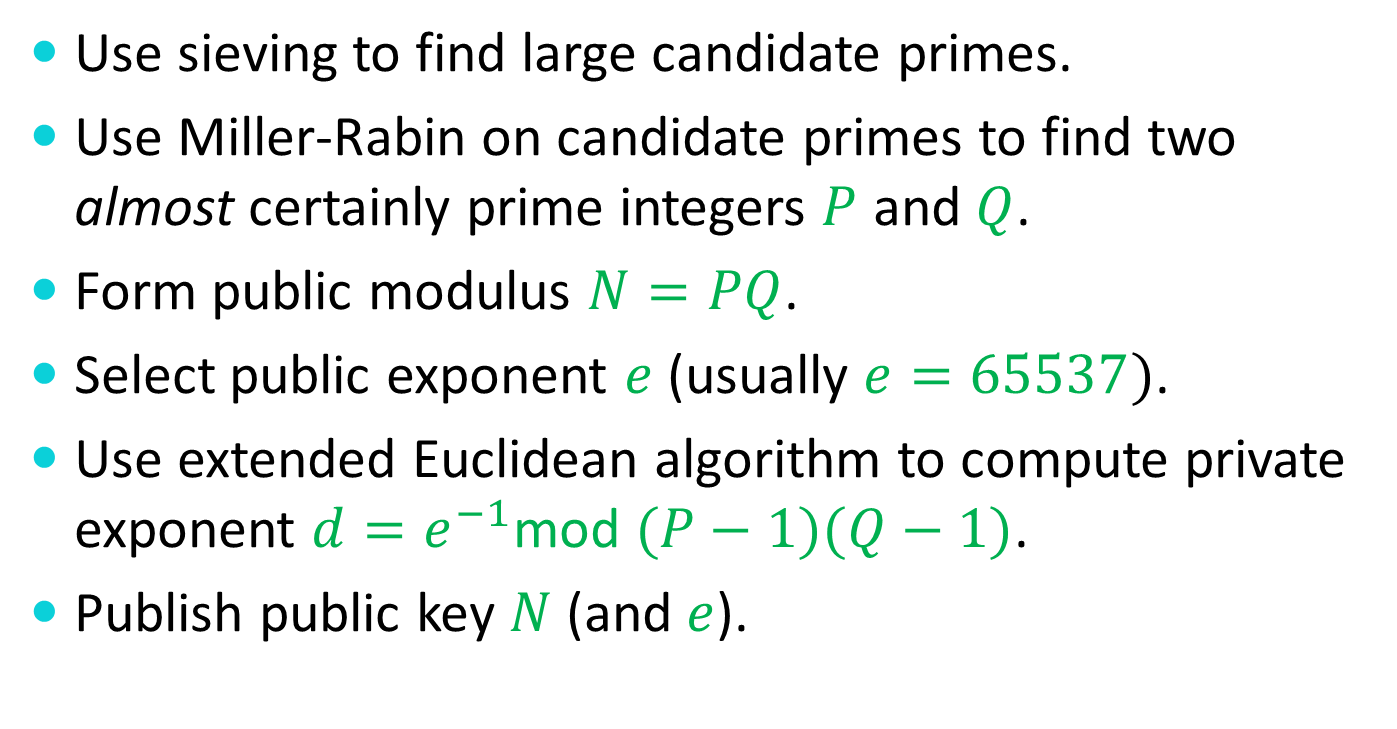 • Use sieving to find large candidate primes.
• Use Miller-Rabin on candidate primes to find two
almost certainly prime integers P and Q.
• Form public modulus N = PQ.
• Select public exponent e (usually e = 65537).
• Use extended Euclidean algorithm to compute private
exponent d = e⁻¹mod (P − 1)(Q − 1).
• Publish public key N (and e).